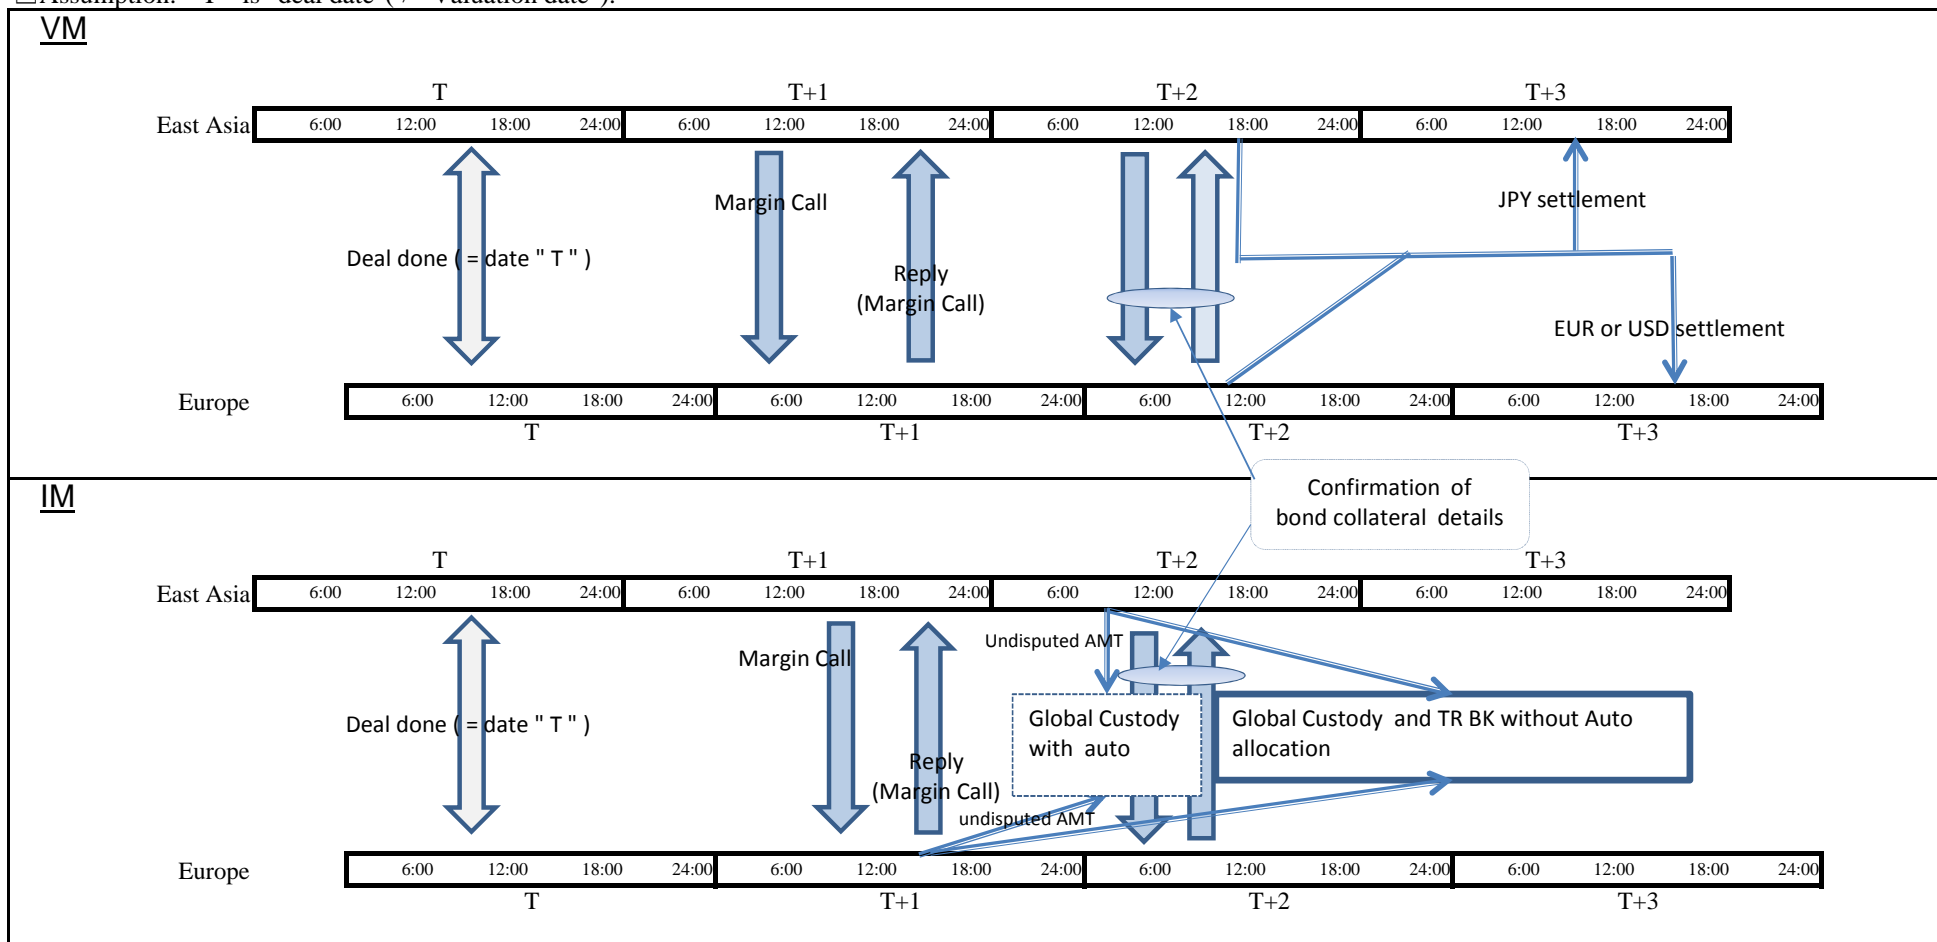 VM
T T+1 T+2 T+3
East Asia 6:00 12:00 18:00 24:00 6:00 12:00 18:00 24:00 6:00 12:00 18:00 24:00 6:00 12:00 18:00 24:00
Margin Call
JPY settlement
Deal done ( = date " T " )
Reply
(Margin Call)
EUR or USD settlement
Europe 6:00 12:00 18:00 24:00 6:00 12:00 18:00 24:00 6:00 12:00 18:00 24:00 6:00 12:00 18:00 24:00
T T+1 T+2 T+3
IM
Confirmation of
bond collateral details
T T+1 T+2 T+3
East Asia 6:00 12:00 18:00 24:00 6:00 12:00 18:00 24:00 6:00 12:00 18:00 24:00 6:00 12:00 18:00 24:00
Undisputed AMT
Margin Call
Deal done ( = date " T " )
Global Custody
with auto
Global Custody and TR BK without Auto
allocation
Reply
(Margin Call)
undisputed AMT
Europe 6:00 12:00 18:00 24:00 6:00 12:00 18:00 24:00 6:00 12:00 18:00 24:00 6:00 12:00 18:00 24:00
T T+1 T+2 T+3